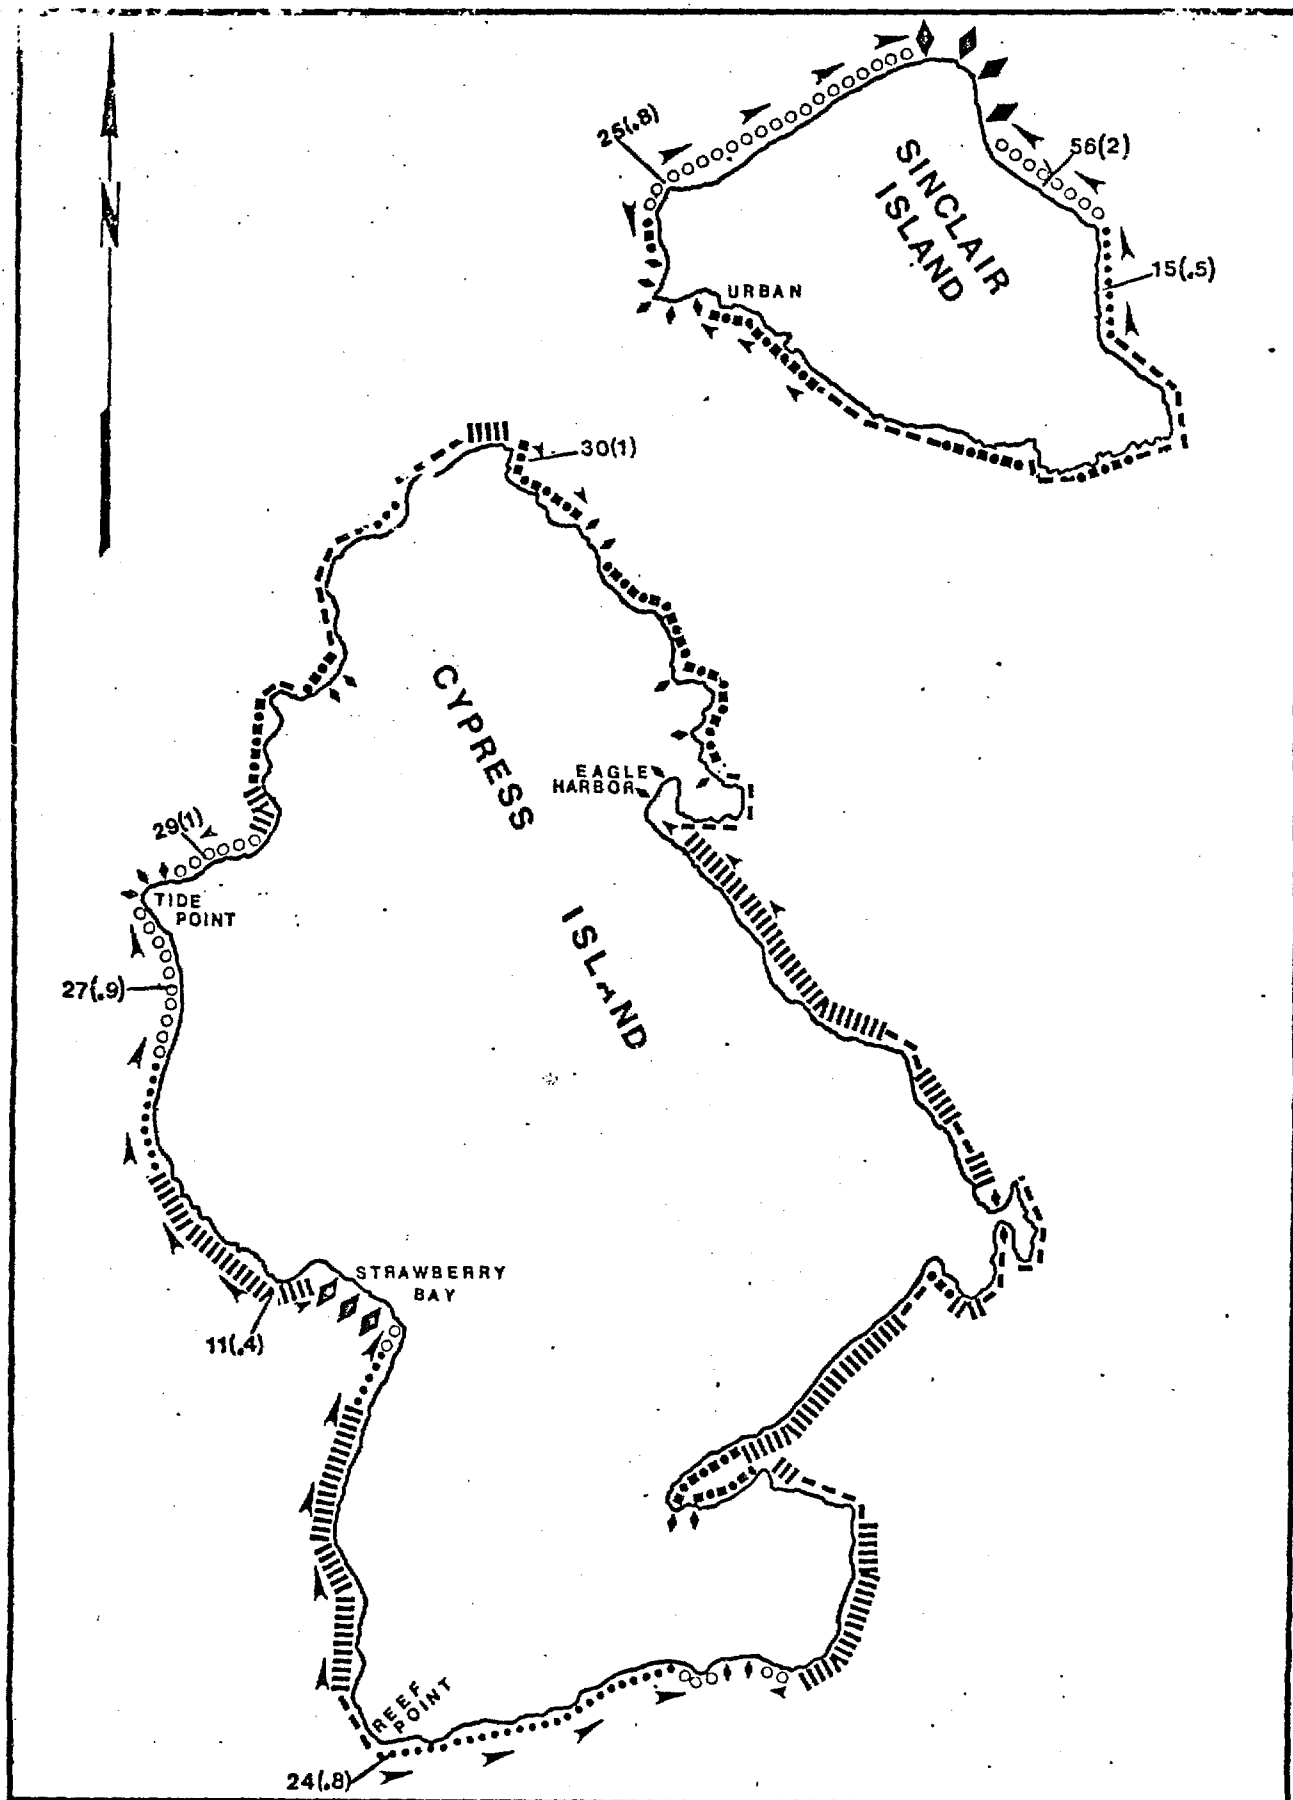 N
25(.8)
56(2)
SINCLAIR
ISLAND
15(.5)
URBAN
30(1)
CYPRESS
ISLAND
EAGLE
HARBOR
29(1)
TIDE
POINT
27(.9)
STRAWBERRY
BAY
11(.4)
REEF
POINT
24(.8)